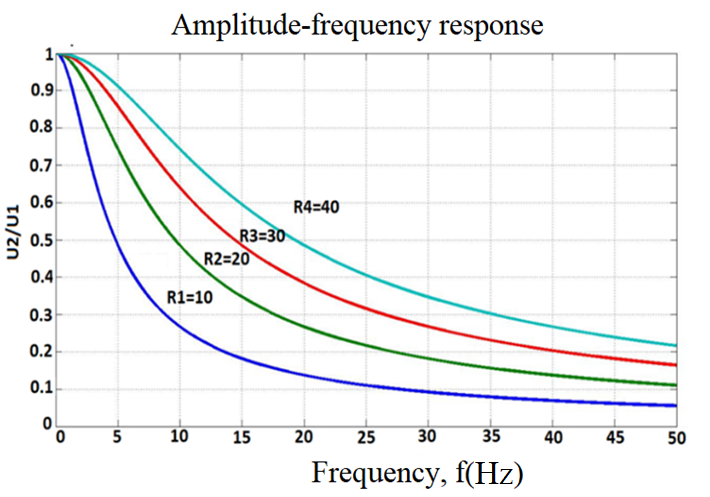 Amplitude-frequency response
1
0.9
0.8
0.7
0.6
0.5
0.4
0.3
0.2
0.1
0
U2/U1
R4=40
R3=30
R2=20
R1=10
0 5 10 15 20 25 30 35 40 45 50
Frequency, f(Hz)